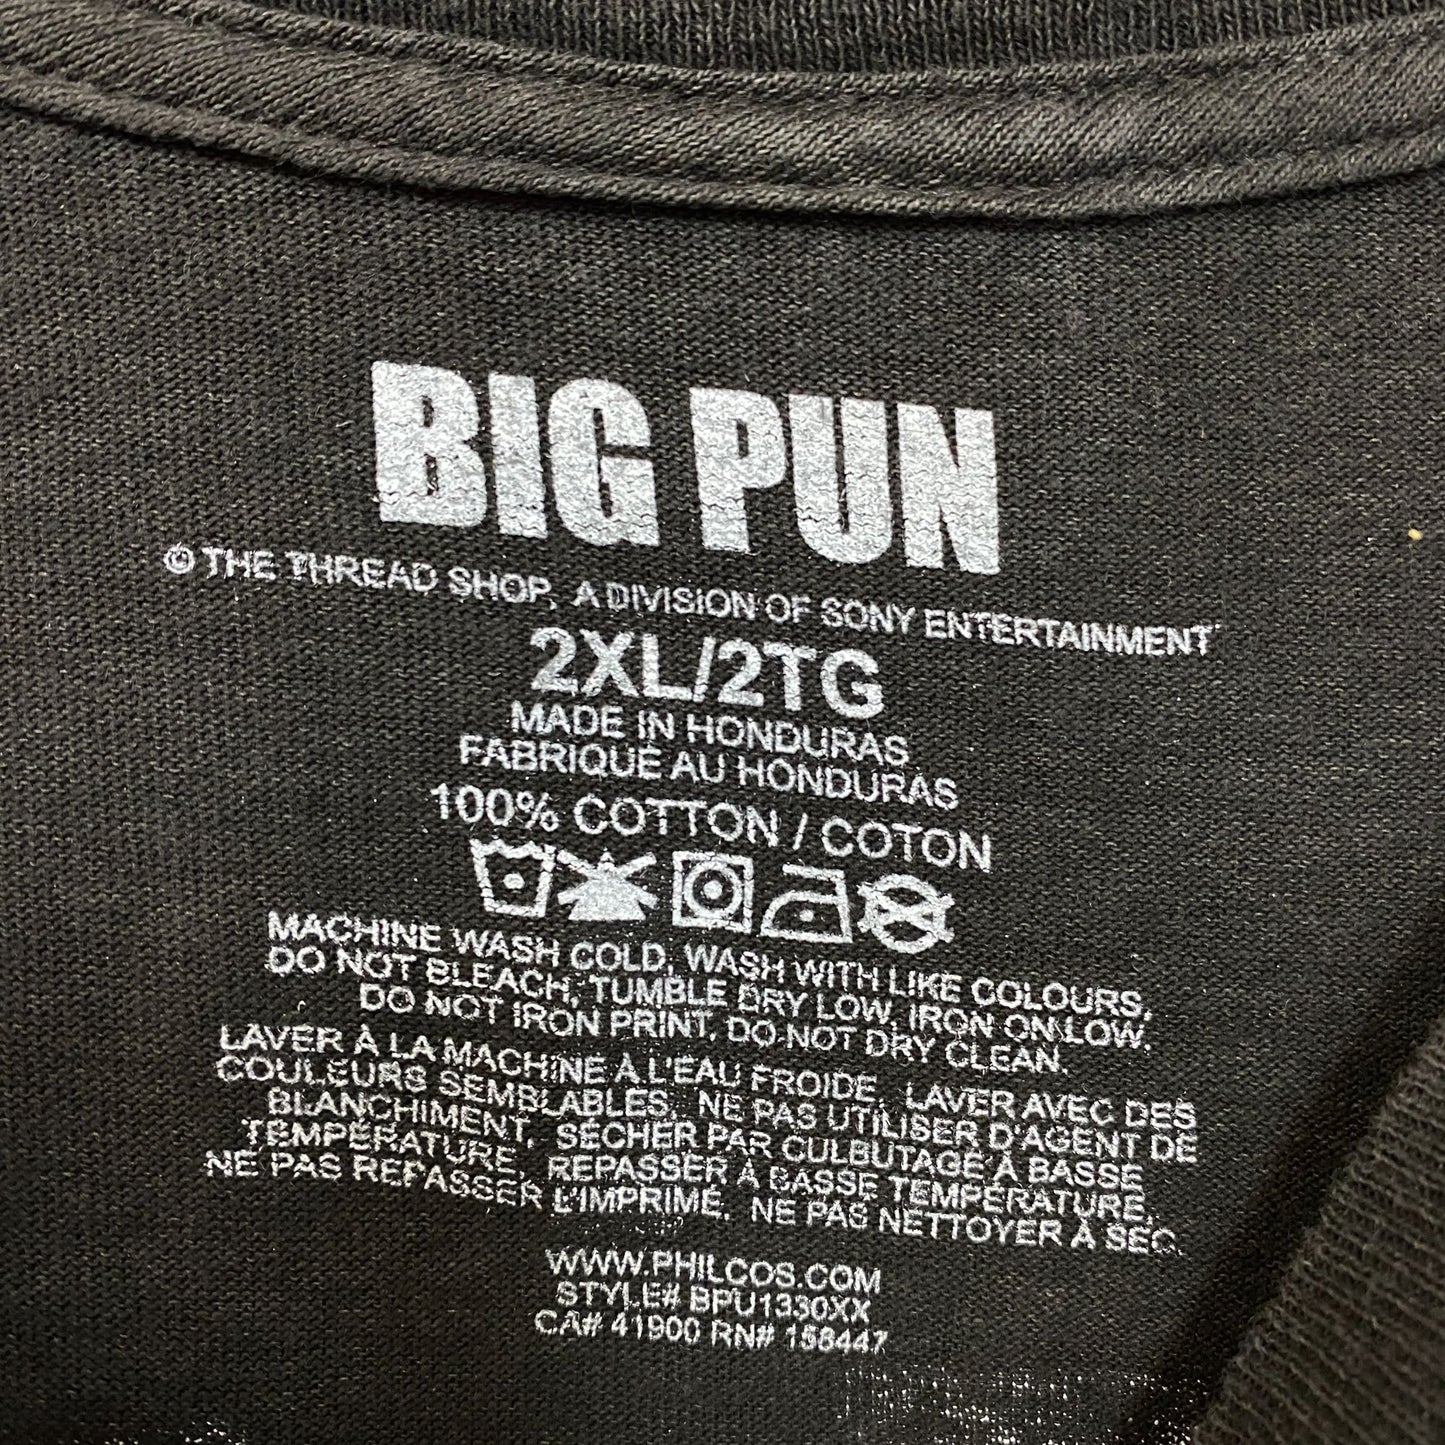 BIG PUN
© THE THREAD SHOP, A DIVISION OF SONY ENTERTAINMENT
2XL/2TG
MADE IN HONDURAS
FABRIQUÉ AU HONDURAS
100% COTTON / COTON
MACHINE WASH COLD, WASH WITH LIKE COLOURS,
DO NOT BLEACH, TUMBLE DRY LOW, IRON ON LOW,
DO NOT IRON PRINT, DO NOT DRY CLEAN.
LAVER À LA MACHINE À L'EAU FROIDE, LAVER AVEC DES
COULEURS SEMBLABLES, NE PAS UTILISER D'AGENT DE
BLANCHIMENT, SÉCHER PAR CULBUTAGE À BASSE
TEMPÉRATURE, REPASSER À BASSE TEMPÉRATURE,
NE PAS REPASSER L'IMPRIMÉ, NE PAS NETTOYER À SEC.
WWW.PHILCOS.COM
STYLE# BPU1330XX
CA# 41900 RN# 158447